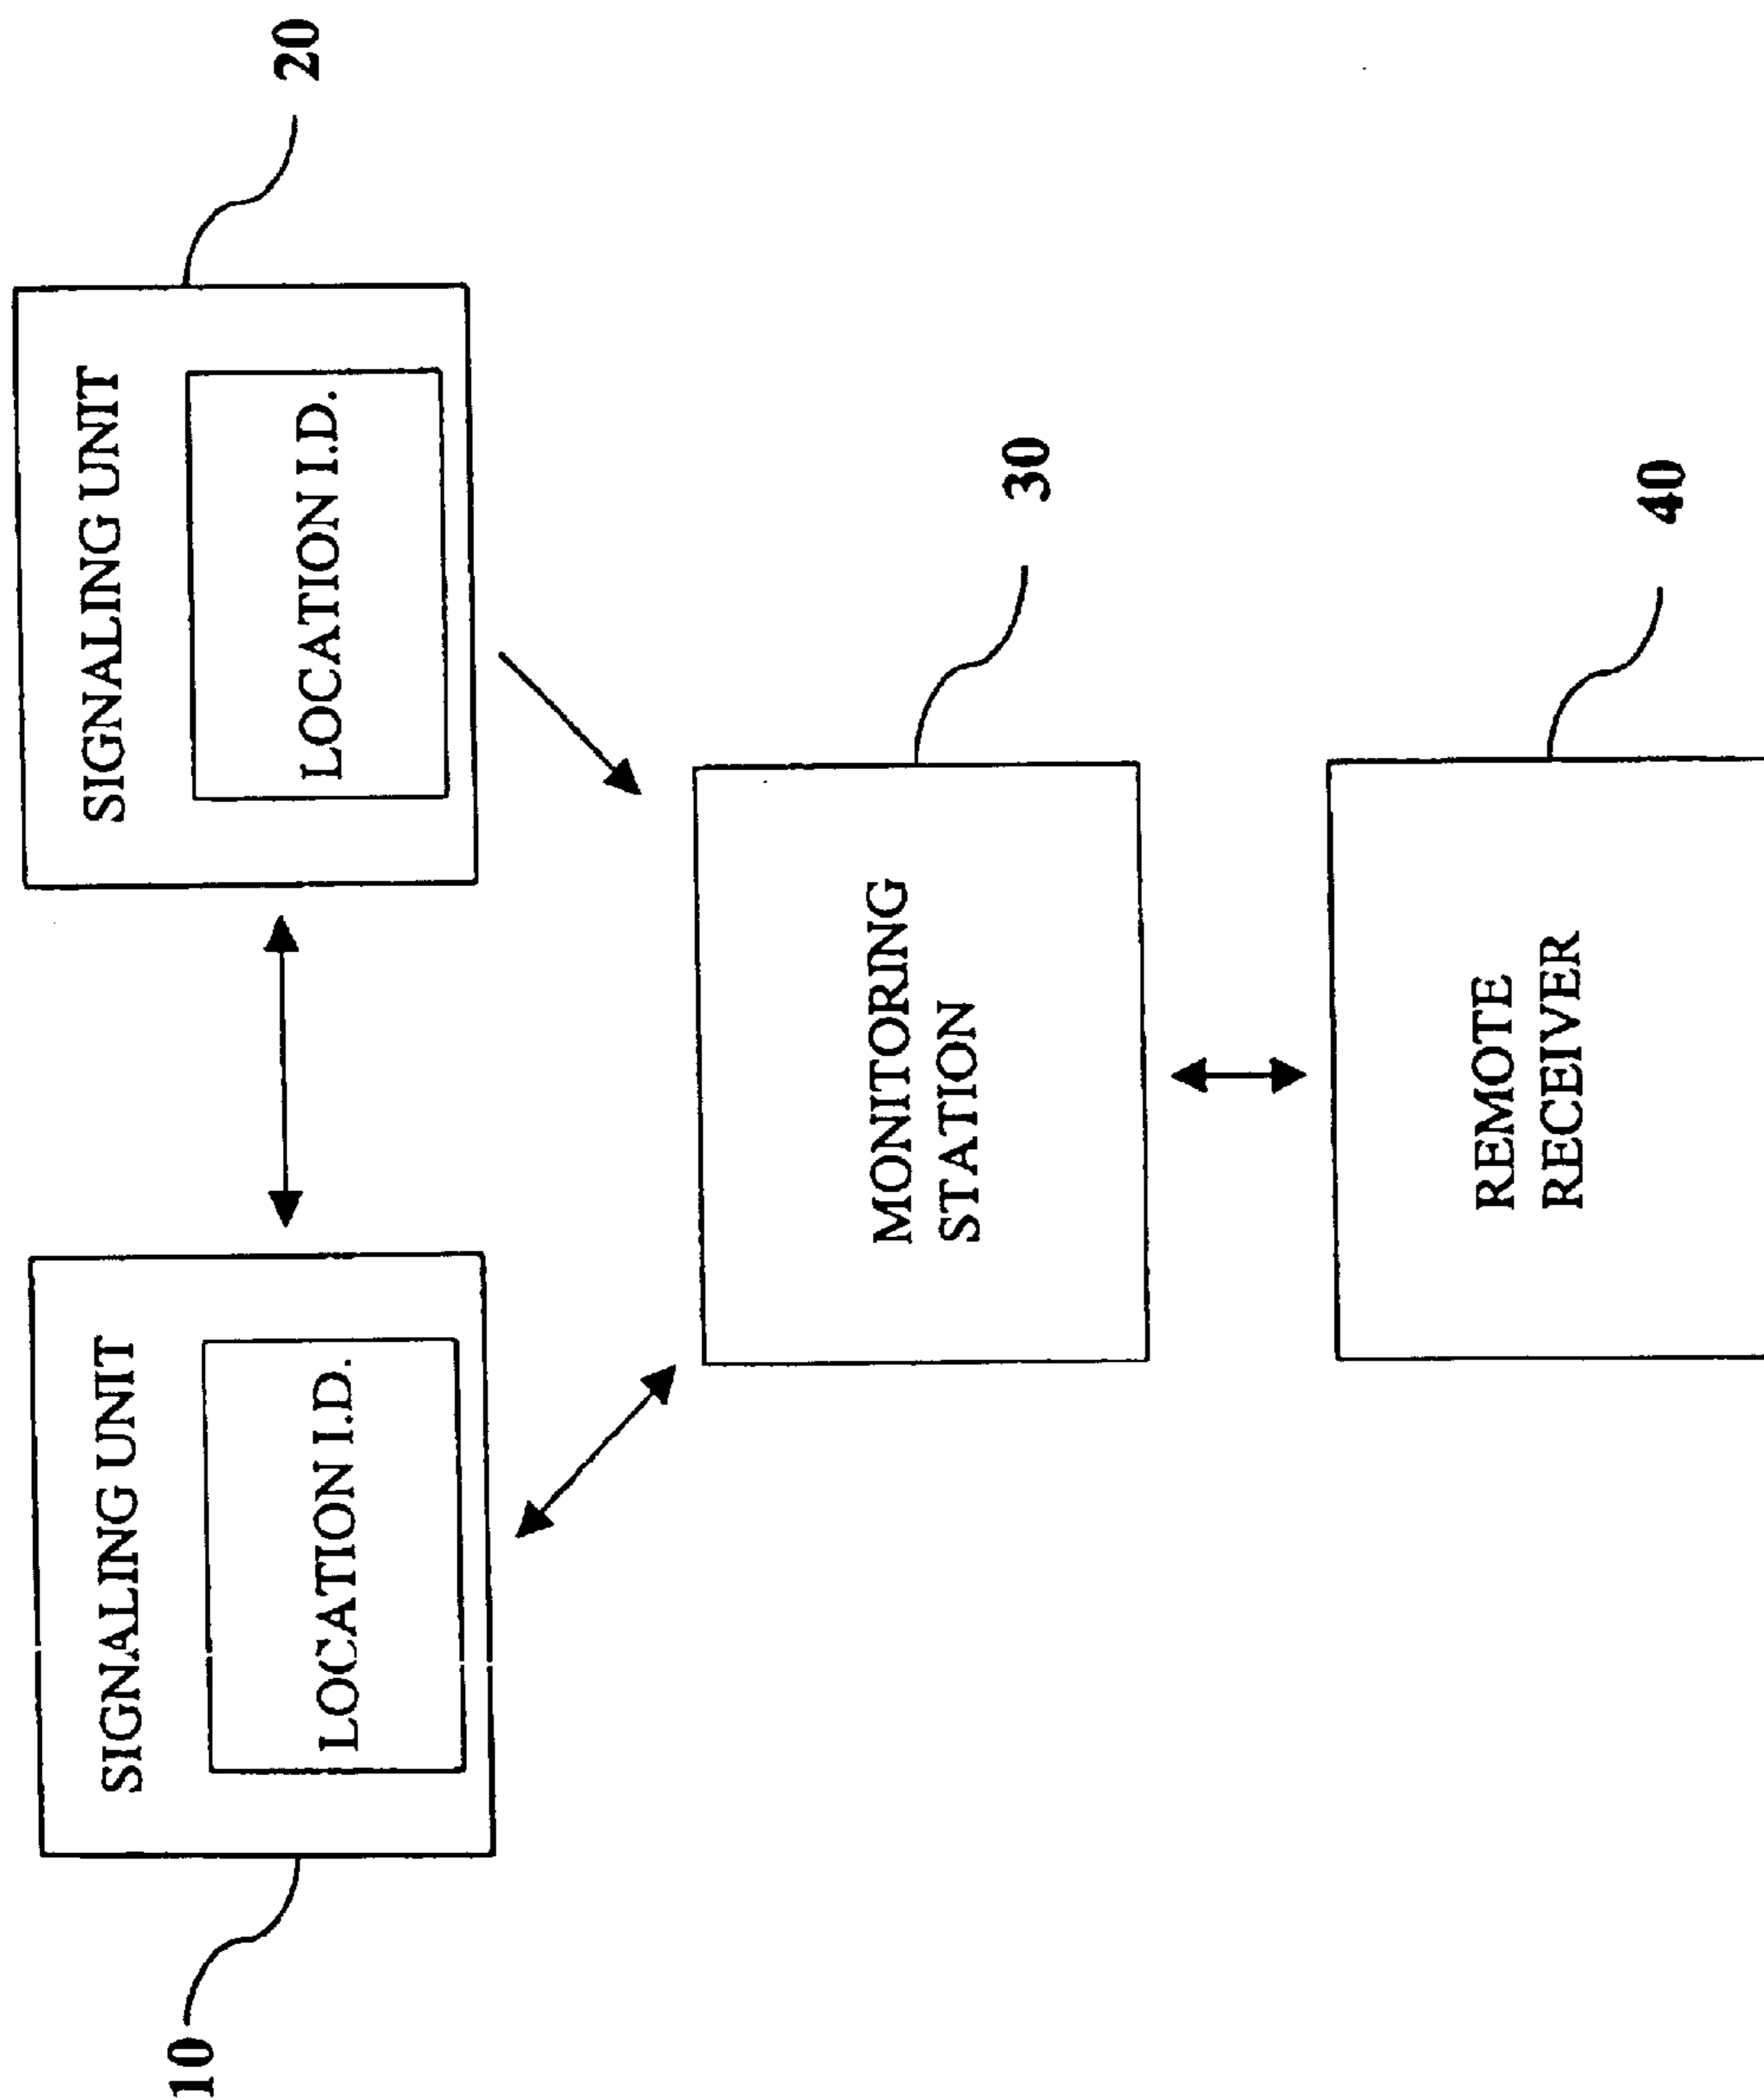 10
SIGNALING UNIT
LOCATION I.D.
20
SIGNALING UNIT
LOCATION I.D.
30
MONITORING
STATION
40
REMOTE
RECEIVER